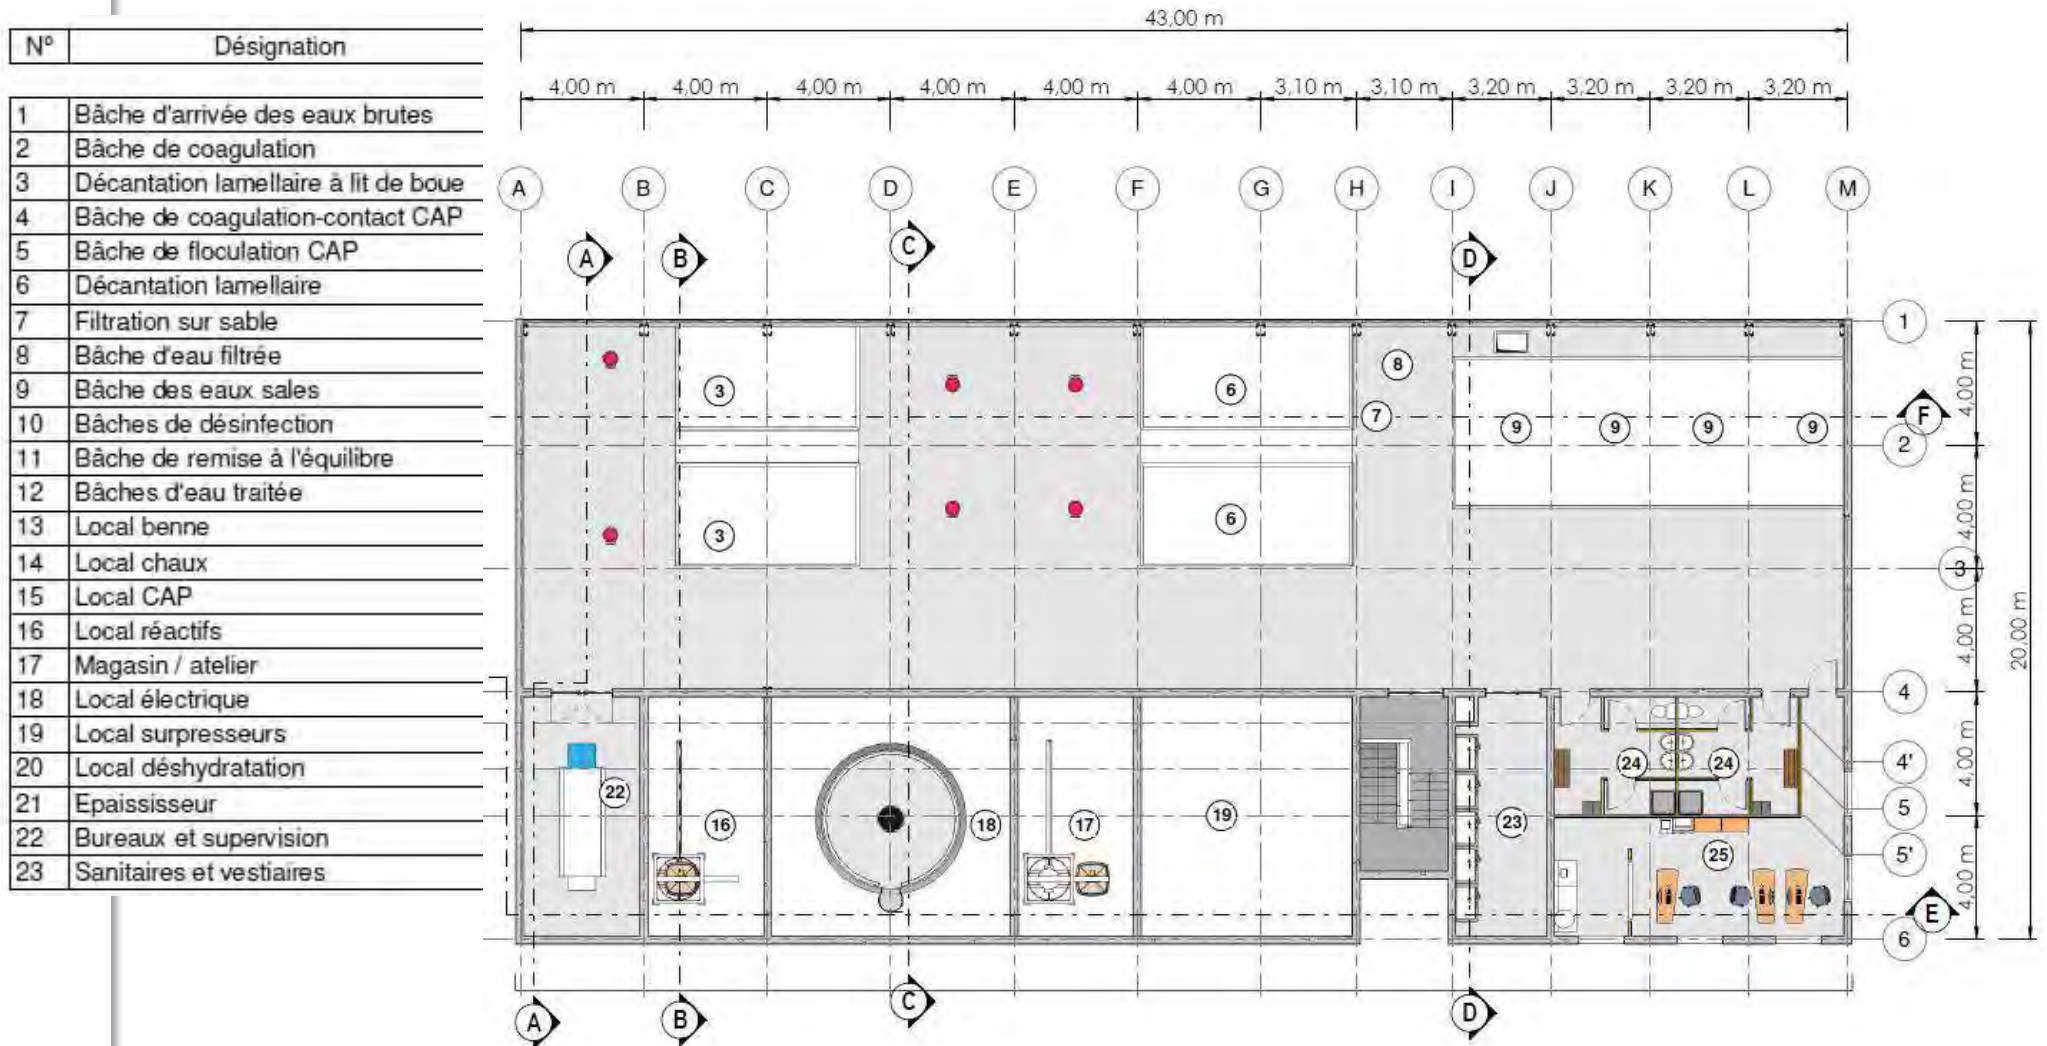 N° Désignation
1 Bâche d'arrivée des eaux brutes
2 Bâche de coagulation
3 Décantation lamellaire à lit de boue
4 Bâche de coagulation-contact CAP
5 Bâche de floculation CAP
6 Décantation lamellaire
7 Filtration sur sable
8 Bâche d'eau filtrée
9 Bâche des eaux sales
10 Bâches de désinfection
11 Bâche de remise à l'équilibre
12 Bâches d'eau traitée
13 Local benne
14 Local chaux
15 Local CAP
16 Local réactifs
17 Magasin / atelier
18 Local électrique
19 Local surpresseurs
20 Local déshydratation
21 Epaississeur
22 Bureaux et supervision
23 Sanitaires et vestiaires
43,00 m
4,00 m 4,00 m 4,00 m 4,00 m 4,00 m 4,00 m 3,10 m 3,10 m 3,20 m 3,20 m 3,20 m 3,20 m
A B C D E F G H I J K L M
A B C D
1
8
3 6
4,00 m
7 F
9 9 9 9
2
3 6
4,00 m
3
4,00 m
20,00 m
4
4,00 m
24 24 4'
22
5
16 18 17 19 23
25 5'
4,00 m
E
6
A B C D